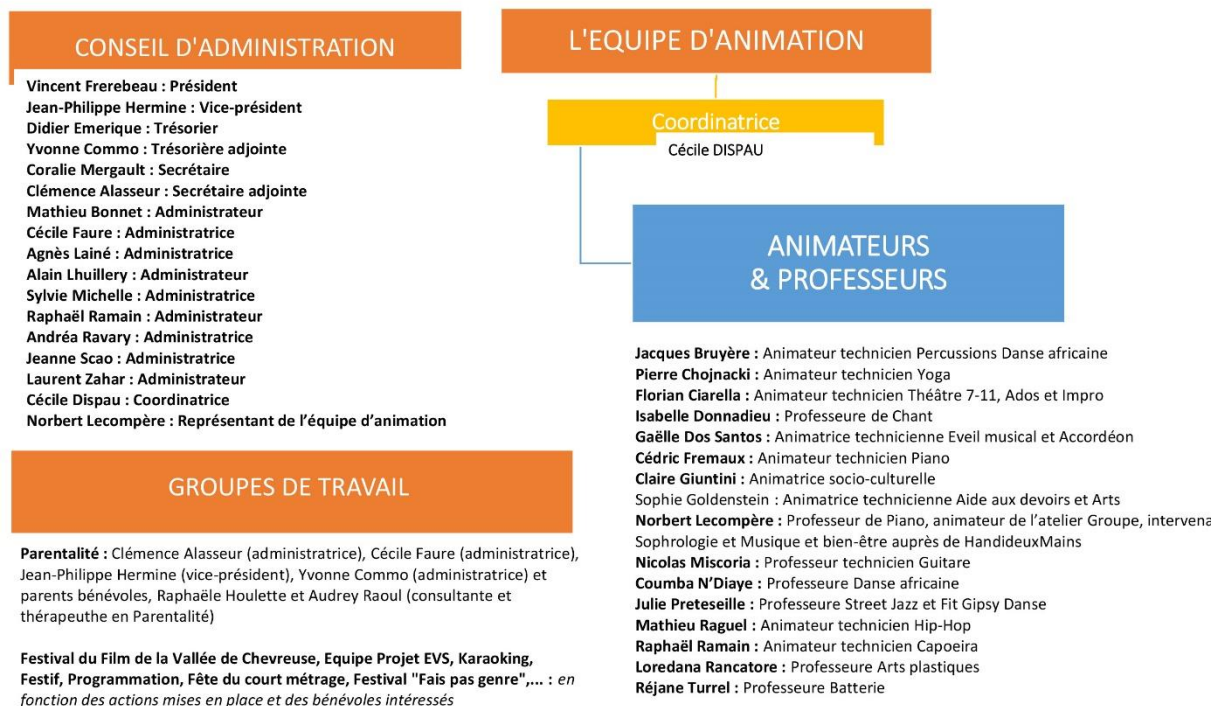 CONSEIL D'ADMINISTRATION
Vincent Frerebeau : Président
Jean-Philippe Hermine : Vice-président
Didier Emerique : Trésorier
Yvonne Commo : Trésorière adjointe
Coralie Mergault : Secrétaire
Clémence Alasseur : Secrétaire adjointe
Mathieu Bonnet : Administrateur
Cécile Faure : Administratrice
Agnès Lainé : Administratrice
Alain Lhuillery : Administrateur
Sylvie Michelle : Administratrice
Raphaël Ramain : Administrateur
Andréa Ravary : Administratrice
Jeanne Scao : Administratrice
Laurent Zahar : Administrateur
Cécile Dispau : Coordinatrice
Norbert Lecompère : Représentant de l’équipe d’animation
GROUPES DE TRAVAIL
Parentalité : Clémence Alasseur (administratrice), Cécile Faure (administratrice),
Jean-Philippe Hermine (vice-président), Yvonne Commo (administratrice) et
parents bénévoles, Raphaële Houlette et Audrey Raoul (consultante et
thérapeuthe en Parentalité)
Festival du Film de la Vallée de Chevreuse, Equipe Projet EVS, Karaoking,
Festif, Programmation, Fête du court métrage, Festival "Fais pas genre",... : en
fonction des actions mises en place et des bénévoles intéressés
L'EQUIPE D'ANIMATION
Coordinatrice
Cécile DISPAU
ANIMATEURS
& PROFESSEURS
Jacques Bruyère : Animateur technicien Percussions Danse africaine
Pierre Chojnacki : Animateur technicien Yoga
Florian Ciarella : Animateur technicien Théâtre 7-11, Ados et Impro
Isabelle Donnadieu : Professeure de Chant
Gaëlle Dos Santos : Animatrice technicienne Eveil musical et Accordéon
Cédric Fremaux : Animateur technicien Piano
Claire Giuntini : Animatrice socio-culturelle
Sophie Goldenstein : Animatrice technicienne Aide aux devoirs et Arts
Norbert Lecompère : Professeur de Piano, animateur de l’atelier Groupe, intervena
Sophrologie et Musique et bien-être auprès de HandideuxMains
Nicolas Miscoria : Professeur technicien Guitare
Coumba N’Diaye : Professeure Danse africaine
Julie Preteseille : Professeure Street Jazz et Fit Gipsy Danse
Mathieu Raguel : Animateur technicien Hip-Hop
Raphaël Ramain : Animateur technicien Capoeira
Loredana Rancatore : Professeure Arts plastiques
Réjane Turrel : Professeure Batterie